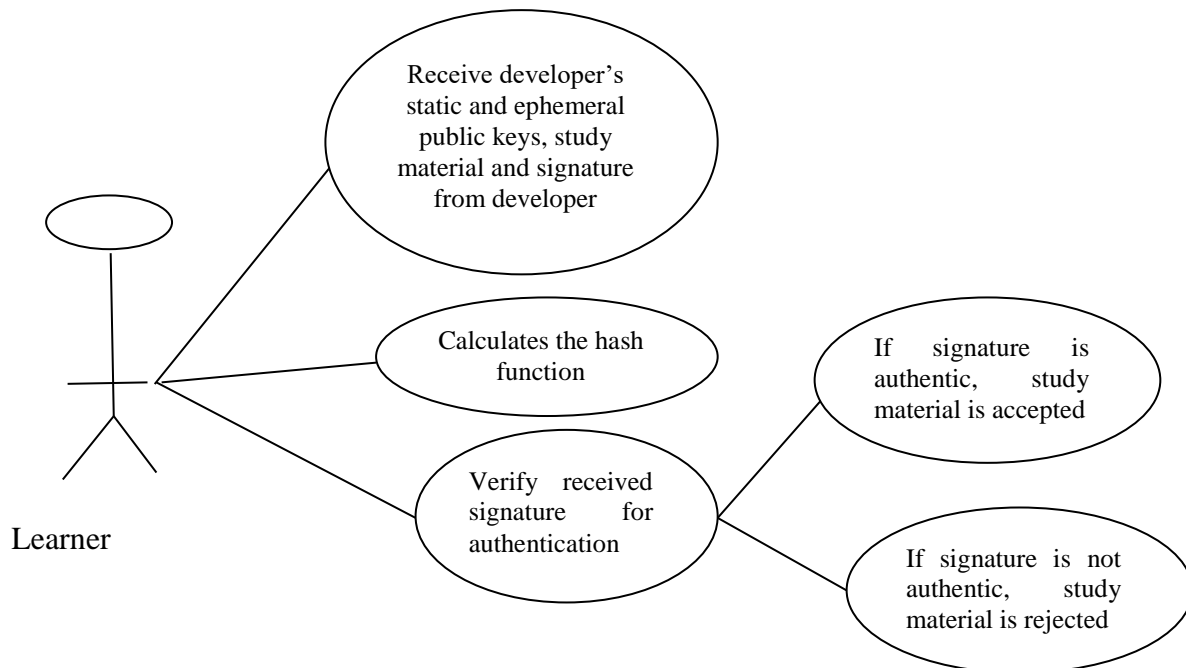 Receive developer’s
static and ephemeral
public keys, study
material and signature
from developer
Calculates the hash
function
If signature is
authentic, study
material is accepted
Verify received
signature for
authentication
Learner
If signature is not
authentic, study
material is rejected